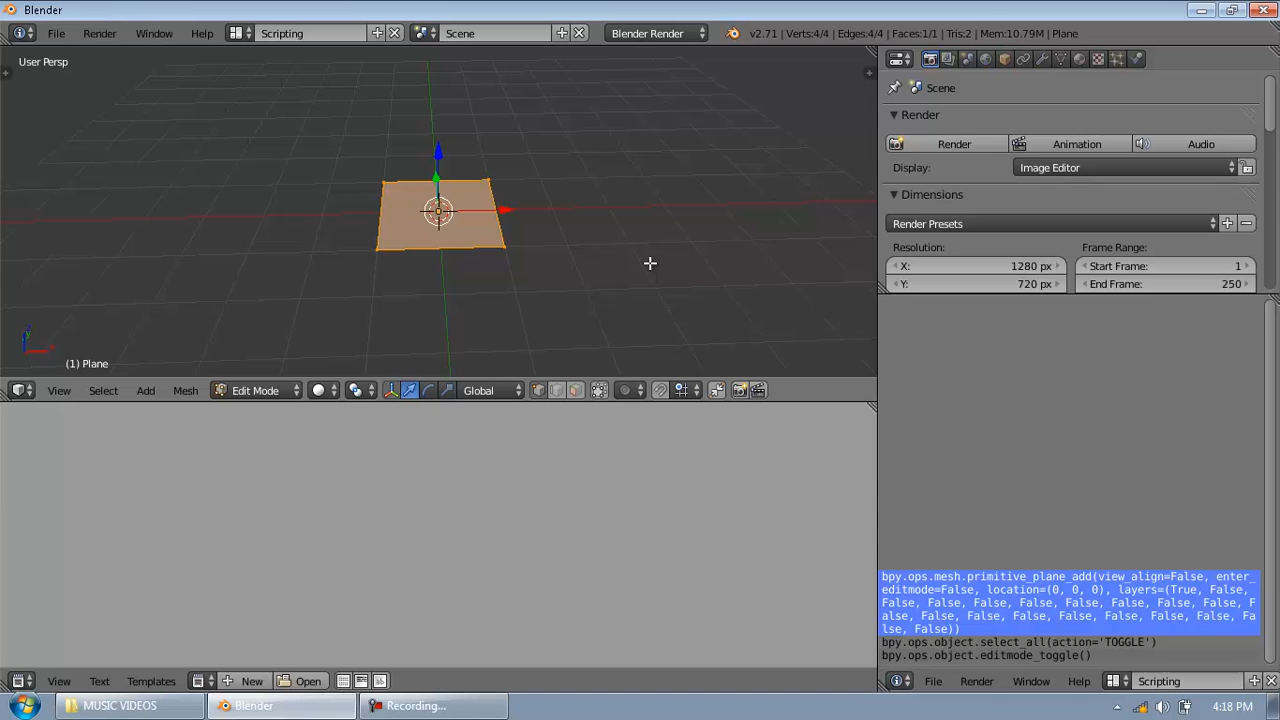 Blender
File Render Window Help Scripting Scene Blender Render v2.71 | Verts:4/4 | Edges:4/4 | Faces:1/1 | Tris:2 | Mem:10.79M | Plane
User Persp
Scene
Render
Render Animation Audio
Display: Image Editor
Dimensions
Render Presets
Resolution: Frame Range:
X: 1280 px Start Frame: 1
Y: 720 px End Frame: 250
(1) Plane
View Select Add Mesh Edit Mode Global
bpy.ops.mesh.primitive_plane_add(view_align=False, enter_
editmode=False, location=(0, 0, 0), layers=(True, False,
False, False, False, False, False, False, False, False, F
alse, False, False, False, False, False, False, False, Fa
lse, False))
bpy.ops.object.select_all(action='TOGGLE')
bpy.ops.object.editmode_toggle()
View Text Templates New Open File Render Window Help Scripting
MUSIC VIDEOS Blender Recording... 4:18 PM